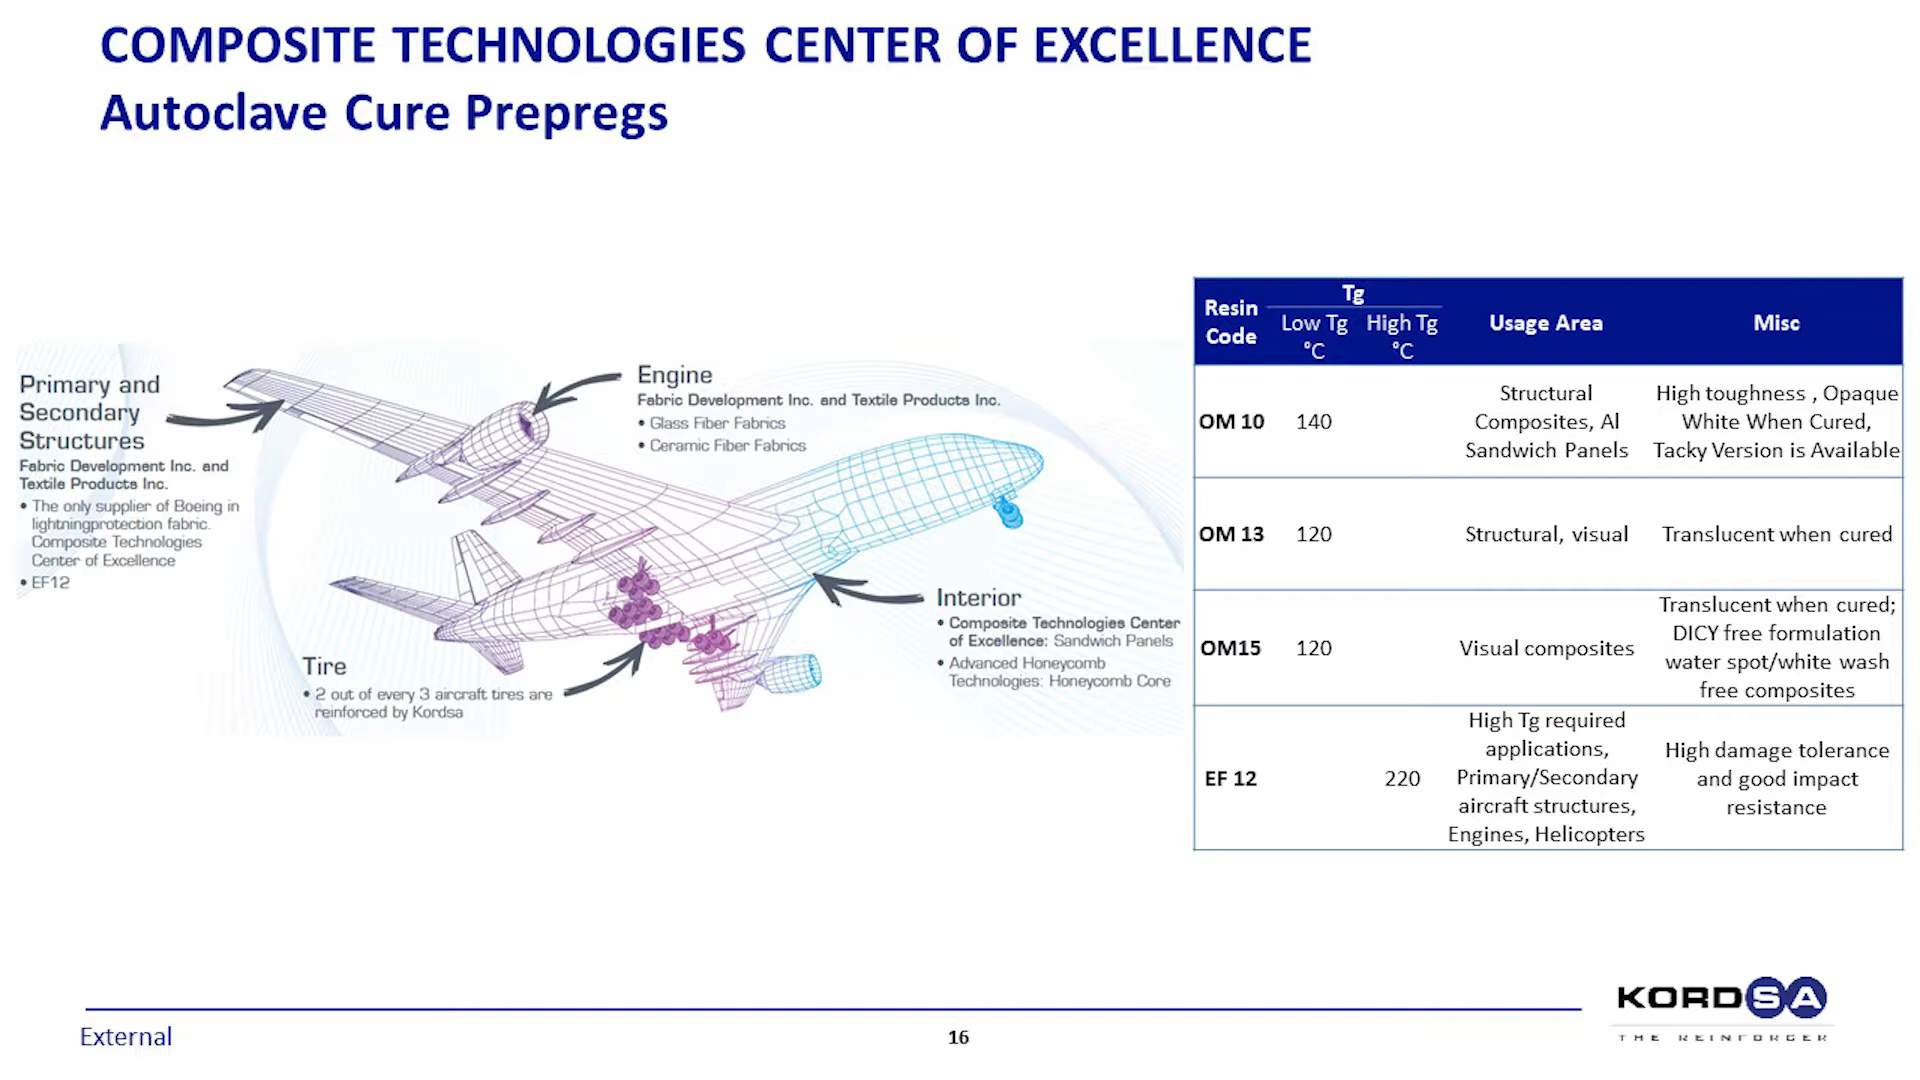 COMPOSITE TECHNOLOGIES CENTER OF EXCELLENCE
Autoclave Cure Prepregs
Primary and
Secondary
Structures
Fabric Development Inc. and
Textile Products Inc.
• The only supplier of Boeing in
lightningprotection fabric.
Composite Technologies
Center of Excellence
• EF12
Engine
Fabric Development Inc. and Textile Products Inc.
• Glass Fiber Fabrics
• Ceramic Fiber Fabrics
Interior
• Composite Technologies Center
of Excellence: Sandwich Panels
• Advanced Honeycomb
Technologies: Honeycomb Core
Tire
• 2 out of every 3 aircraft tires are
reinforced by Kordsa
Resin
Code
Tg
Low Tg
°C
High Tg
°C
Usage Area
Misc
OM 10
140
Structural
Composites, Al
Sandwich Panels
High toughness , Opaque
White When Cured,
Tacky Version is Available
OM 13
120
Structural, visual
Translucent when cured
OM15
120
Visual composites
Translucent when cured;
DICY free formulation
water spot/white wash
free composites
EF 12
220
High Tg required
applications,
Primary/Secondary
aircraft structures,
Engines, Helicopters
High damage tolerance
and good impact
resistance
External
16
KORDSA
THE REINFORCER